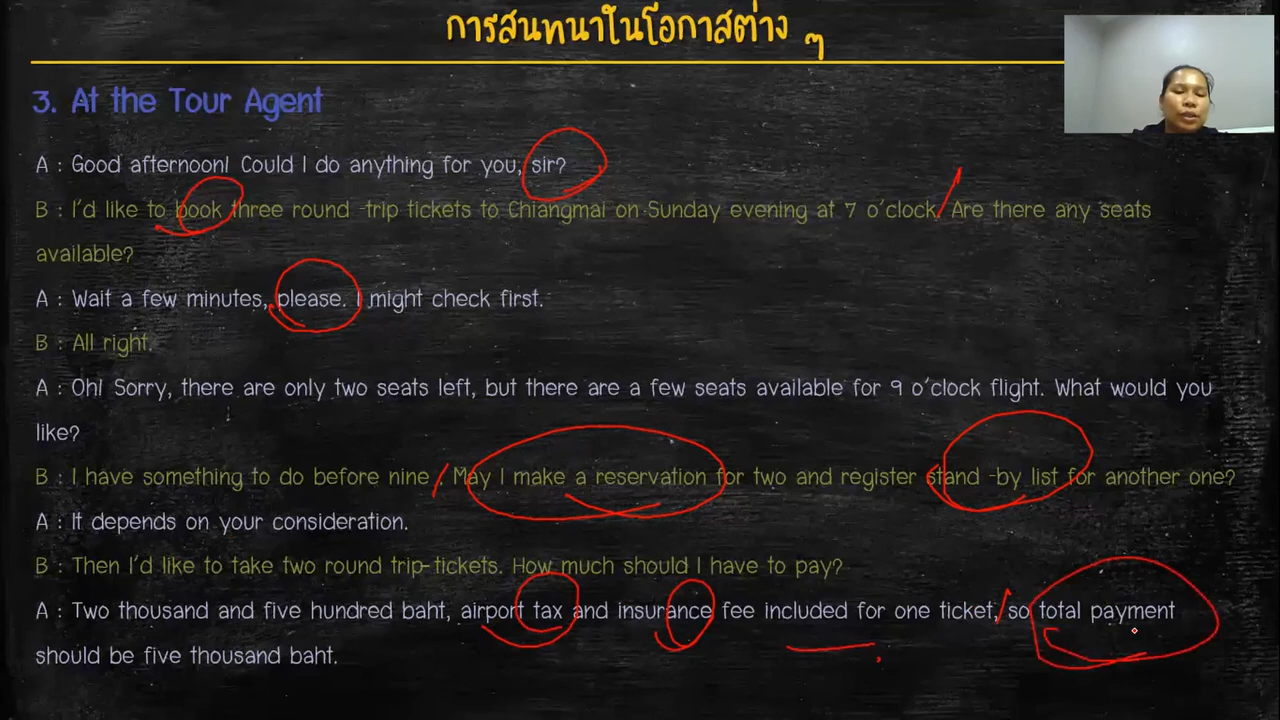 การสนทนาในโอกาสต่าง ๆ
3. At the Tour Agent
A : Good afternoon! Could I do anything for you, sir?
B : I'd like to book three round -trip tickets to Chiangmai on Sunday evening at 7 o'clock. Are there any seats
available?
A : Wait a few minutes, please. I might check first.
B : All right.
A : Oh! Sorry, there are only two seats left, but there are a few seats available for 9 o'clock flight. What would you
like?
B : I have something to do before nine . May I make a reservation for two and register stand -by list for another one?
A : It depends on your consideration.
B : Then I'd like to take two round trip-tickets. How much should I have to pay?
A : Two thousand and five hundred baht, airport tax and insurance fee included for one ticket, so total payment
should be five thousand baht.